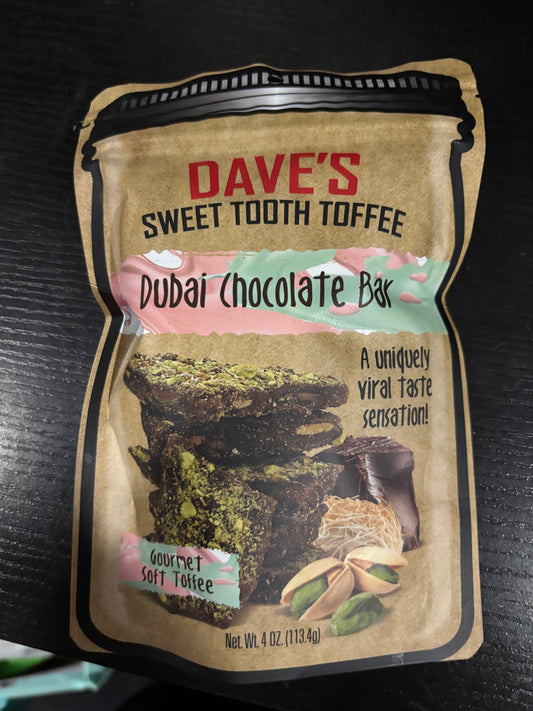 DAVE'S
SWEET TOOTH TOFFEE
Dubai Chocolate Bar
A uniquely
viral taste
sensation!
Gourmet
Soft Toffee
Net. Wt. 4 OZ. (113.4g)